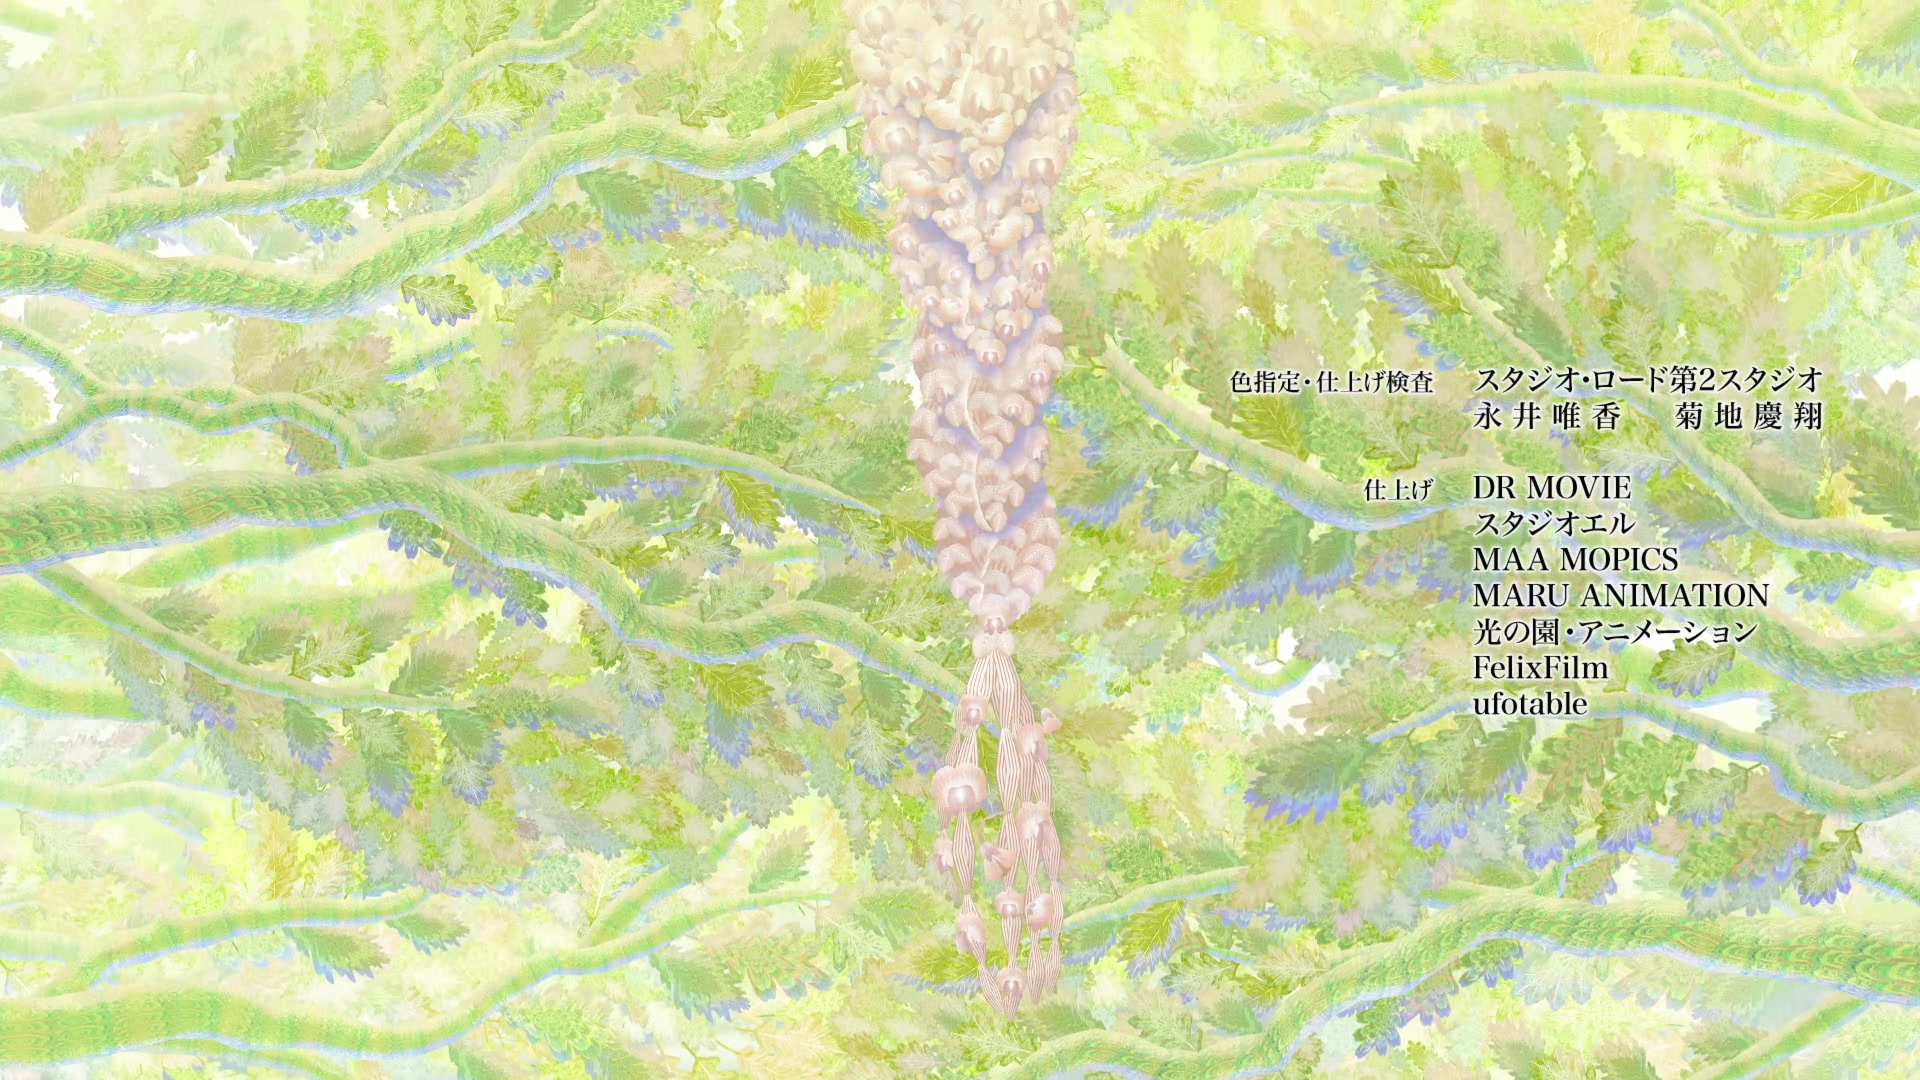 色指定・仕上げ検査 スタジオ・ロード第2スタジオ
永井唯香 菊地慶翔
仕上げ DR MOVIE
スタジオエル
MAA MOPICS
MARU ANIMATION
光の園・アニメーション
FelixFilm
ufotable